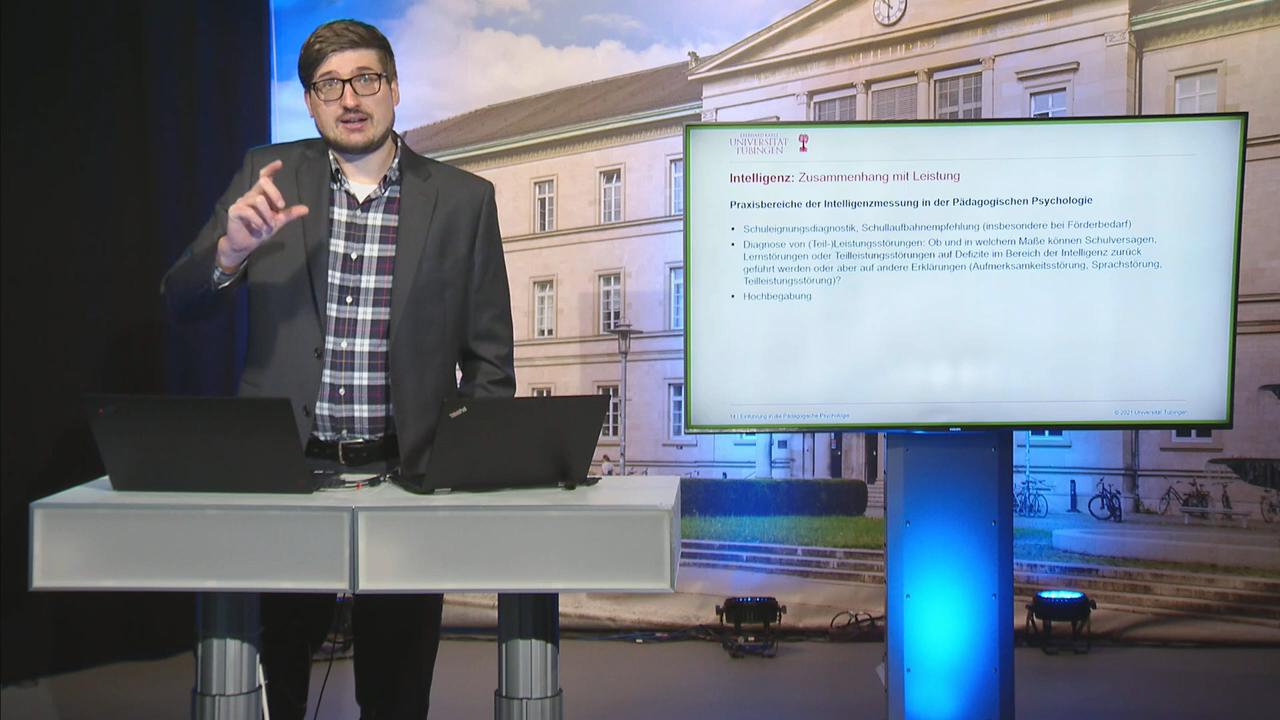 EBERHARD KARLS
UNIVERSITÄT
TÜBINGEN
Intelligenz: Zusammenhang mit Leistung
Praxisbereiche der Intelligenzmessung in der Pädagogischen Psychologie
• Schuleignungsdiagnostik, Schullaufbahnempfehlung (insbesondere bei Förderbedarf)
• Diagnose von (Teil-)Leistungsstörungen: Ob und in welchem Maße können Schulversagen,
Lernstörungen oder Teilleistungsstörungen auf Defizite im Bereich der Intelligenz zurück
geführt werden oder aber auf andere Erklärungen (Aufmerksamkeitsstörung, Sprachstörung,
Teilleistungsstörung)?
• Hochbegabung
14 | Einführung in die Pädagogische Psychologie
© 2021 Universität Tübingen
ThinkPad